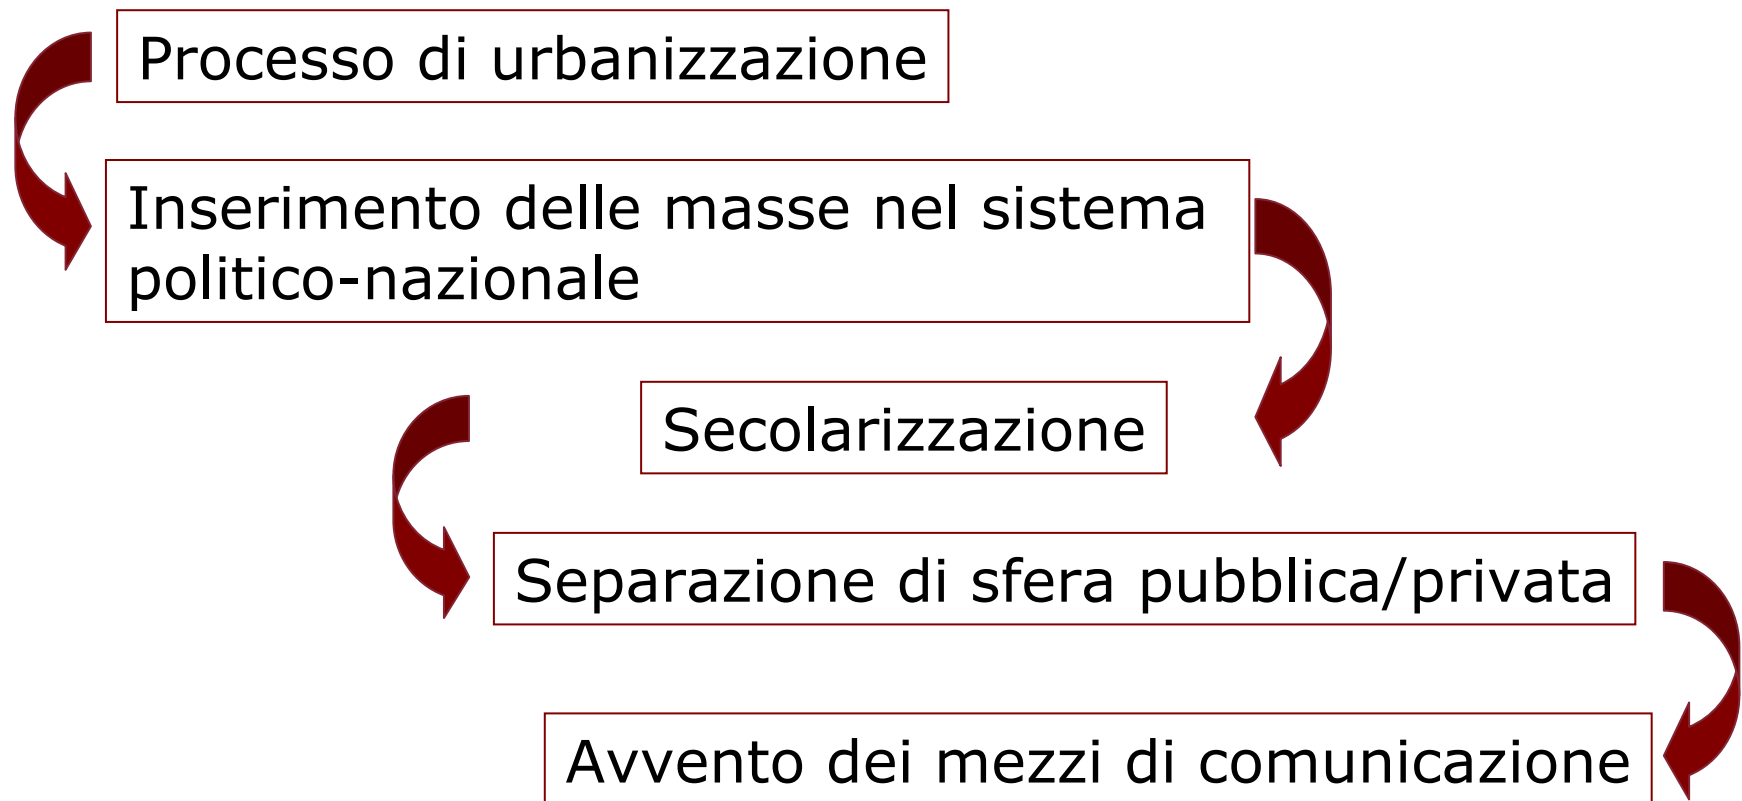 Processo di urbanizzazione
Inserimento delle masse nel sistema
politico-nazionale
Secolarizzazione
Separazione di sfera pubblica/privata
Avvento dei mezzi di comunicazione